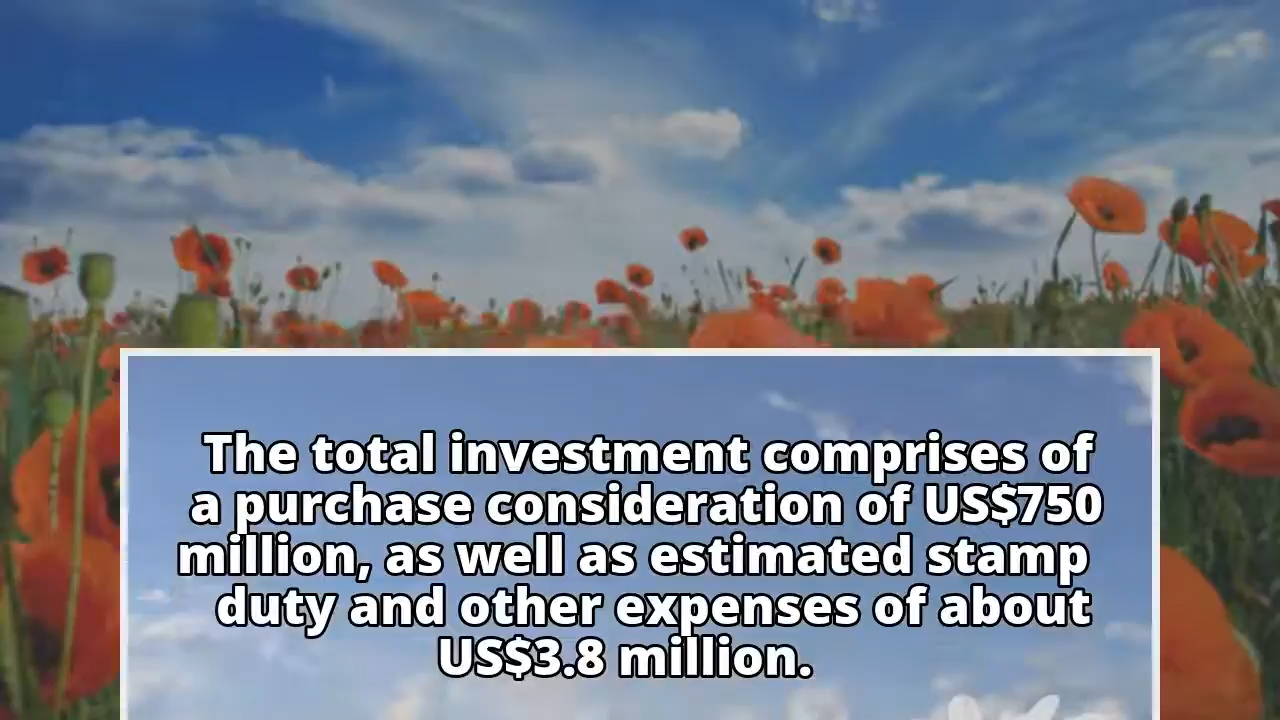 The total investment comprises of
a purchase consideration of US$750
million, as well as estimated stamp
duty and other expenses of about
US$3.8 million.